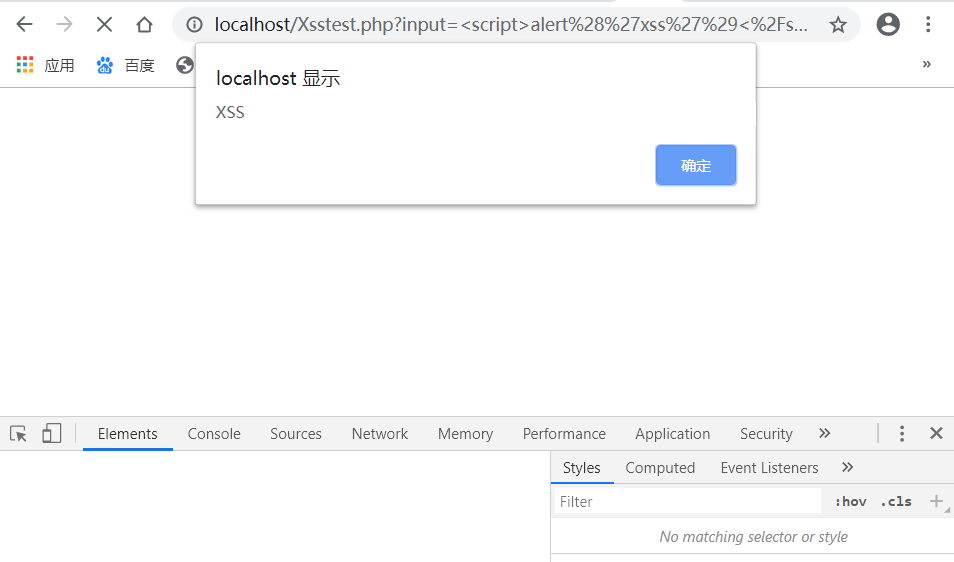 localhost/Xsstest.php?input=<script>alert%28%27xss%27%29<%2Fs...
应用 百度 »
localhost 显示
XSS
确定
Elements Console Sources Network Memory Performance Application Security »
Styles Computed Event Listeners »
Filter :hov .cls +
No matching selector or style